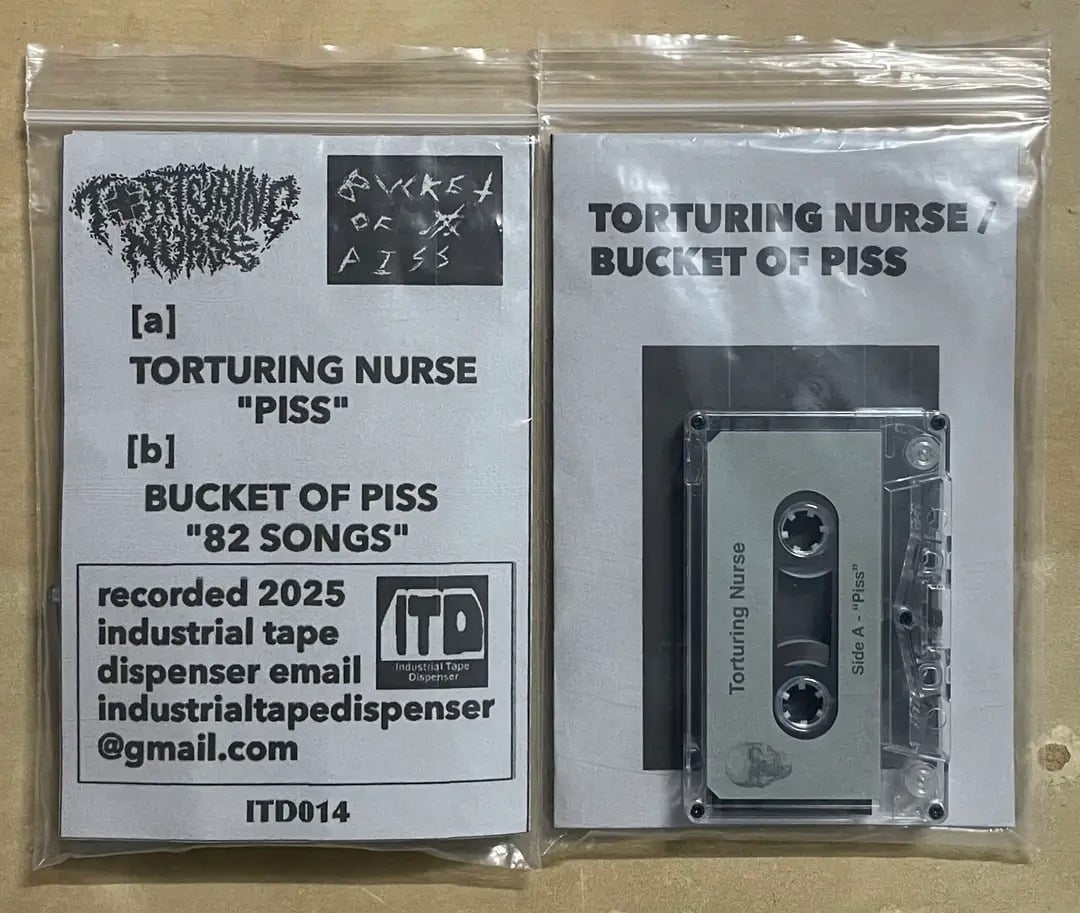 TORTURING
NURSE
BUCKET
OF
PISS
[a]
TORTURING NURSE
"PISS"
[b]
BUCKET OF PISS
"82 SONGS"
recorded 2025
industrial tape
dispenser email
industrialtapedispenser
@gmail.com
ITD
Industrial Tape
Dispenser
ITD014
TORTURING NURSE /
BUCKET OF PISS
Torturing Nurse
Side A - "Piss"